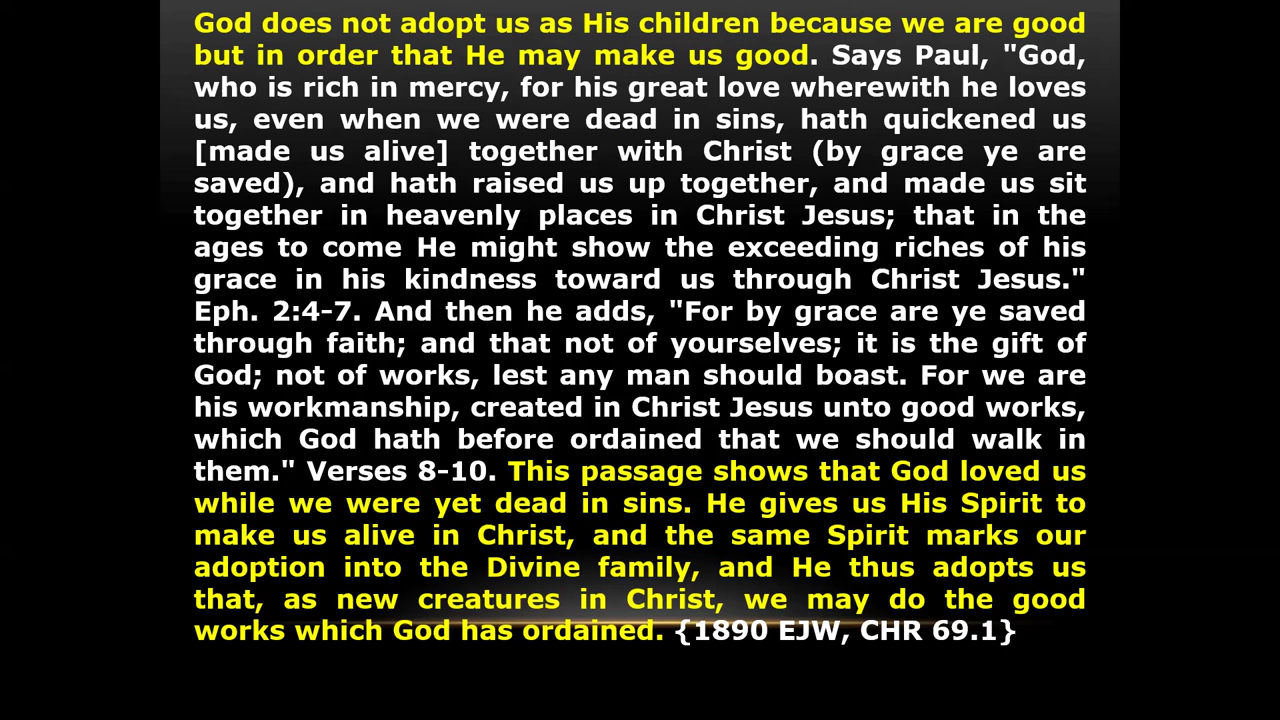 God does not adopt us as His children because we are good
but in order that He may make us good. Says Paul, "God,
who is rich in mercy, for his great love wherewith he loves
us, even when we were dead in sins, hath quickened us
[made us alive] together with Christ (by grace ye are
saved), and hath raised us up together, and made us sit
together in heavenly places in Christ Jesus; that in the
ages to come He might show the exceeding riches of his
grace in his kindness toward us through Christ Jesus."
Eph. 2:4-7. And then he adds, "For by grace are ye saved
through faith; and that not of yourselves; it is the gift of
God; not of works, lest any man should boast. For we are
his workmanship, created in Christ Jesus unto good works,
which God hath before ordained that we should walk in
them." Verses 8-10. This passage shows that God loved us
while we were yet dead in sins. He gives us His Spirit to
make us alive in Christ, and the same Spirit marks our
adoption into the Divine family, and He thus adopts us
that, as new creatures in Christ, we may do the good
works which God has ordained. {1890 EJW, CHR 69.1}